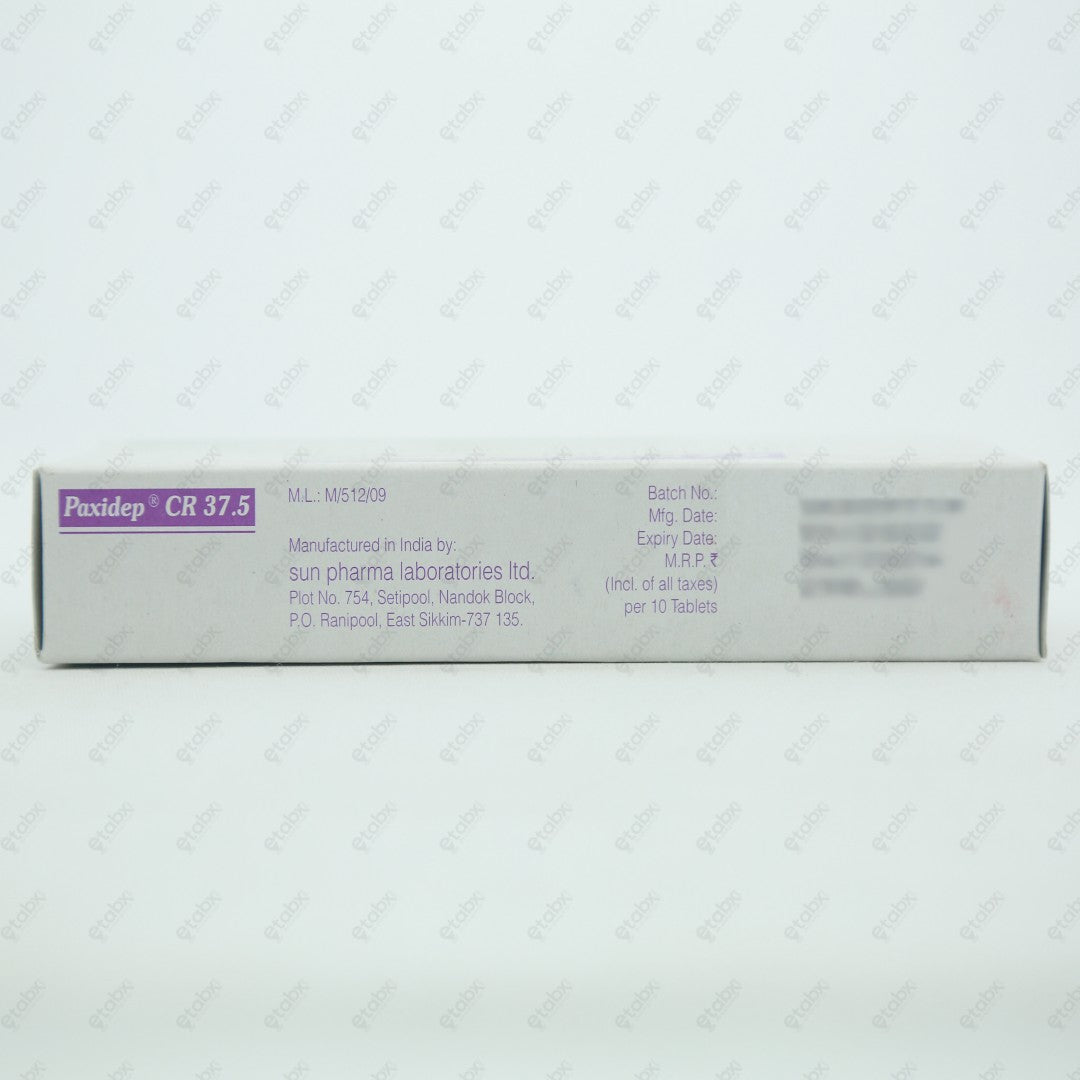 Paxidep® CR 37.5
M.L.: M/512/09
Manufactured in India by:
sun pharma laboratories ltd.
Plot No. 754, Setipool, Nandok Block,
P.O. Ranipool, East Sikkim-737 135.
Batch No.:
Mfg. Date:
Expiry Date:
M.R.P. ₹
(Incl. of all taxes)
per 10 Tablets
etabx